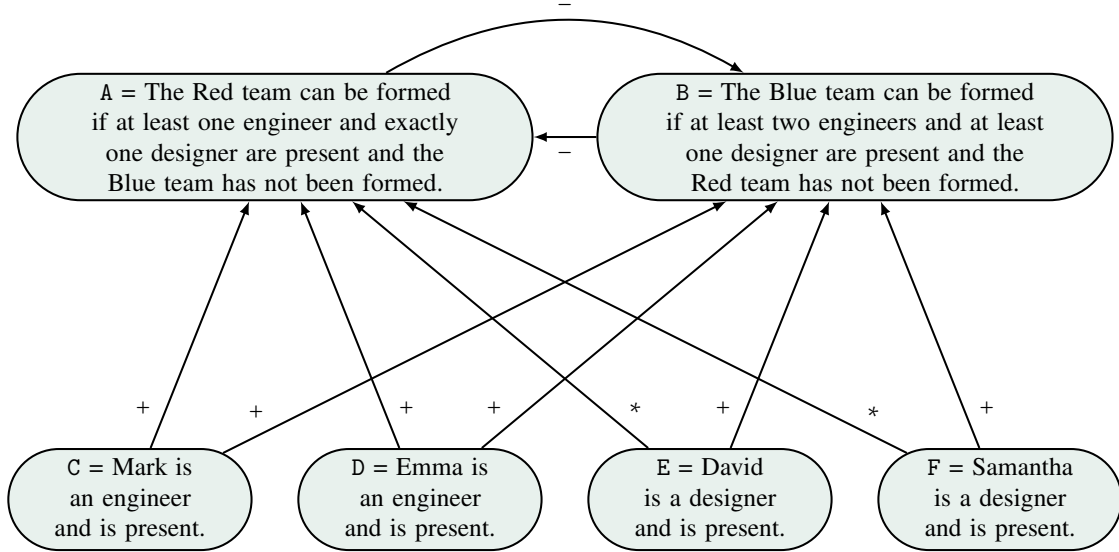 −
A = The Red team can be formed
if at least one engineer and exactly
one designer are present and the
Blue team has not been formed.
B = The Blue team can be formed
if at least two engineers and at least
one designer are present and the
Red team has not been formed.
−
+ + + + * + * +
C = Mark is
an engineer
and is present.
D = Emma is
an engineer
and is present.
E = David
is a designer
and is present.
F = Samantha
is a designer
and is present.